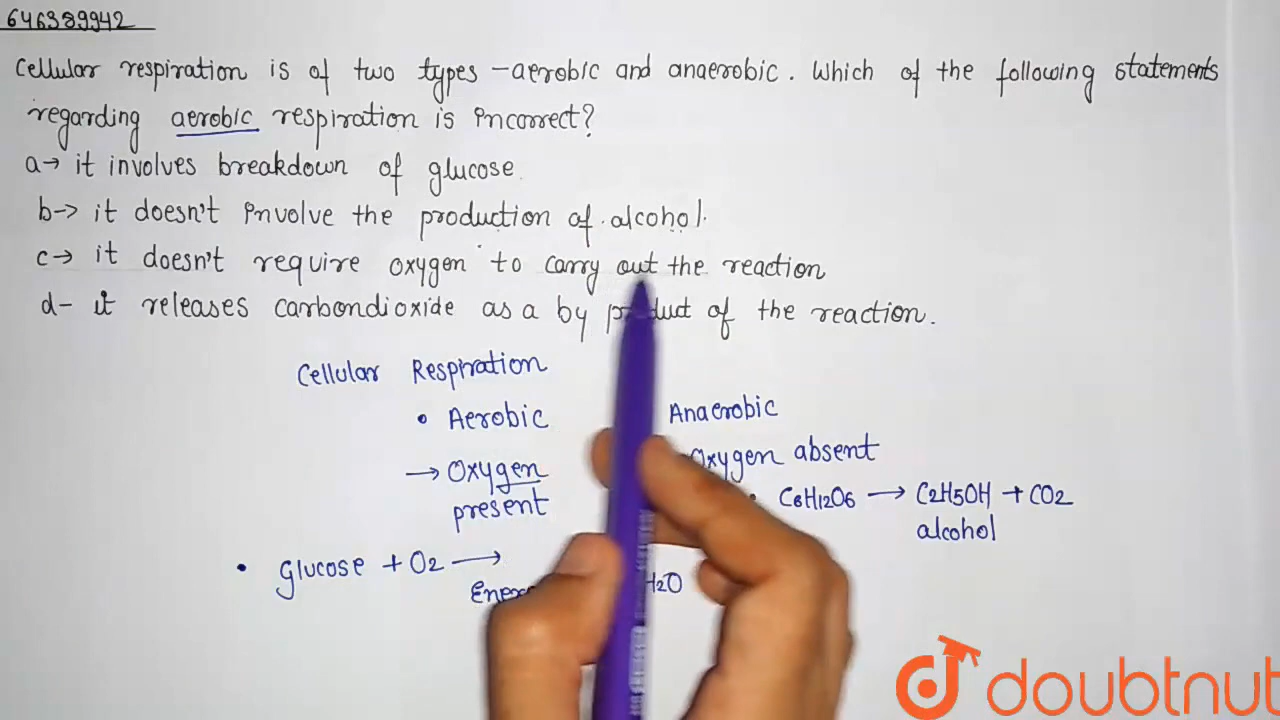 646389942
Cellular respiration is of two types - aerobic and anaerobic. Which of the following statements
regarding aerobic respiration is incorrect?
a→ it involves breakdown of glucose
b→ it doesn't involve the production of alcohol.
c→ it doesn't require oxygen to carry out the reaction
d- it releases carbondioxide as a by product of the reaction.
Cellular Respiration
• Aerobic
Anaerobic
→ Oxygen present
Oxygen absent
• C6H12O6 → C2H5OH + CO2
alcohol
• glucose + O2 →
H2O
doubtnut